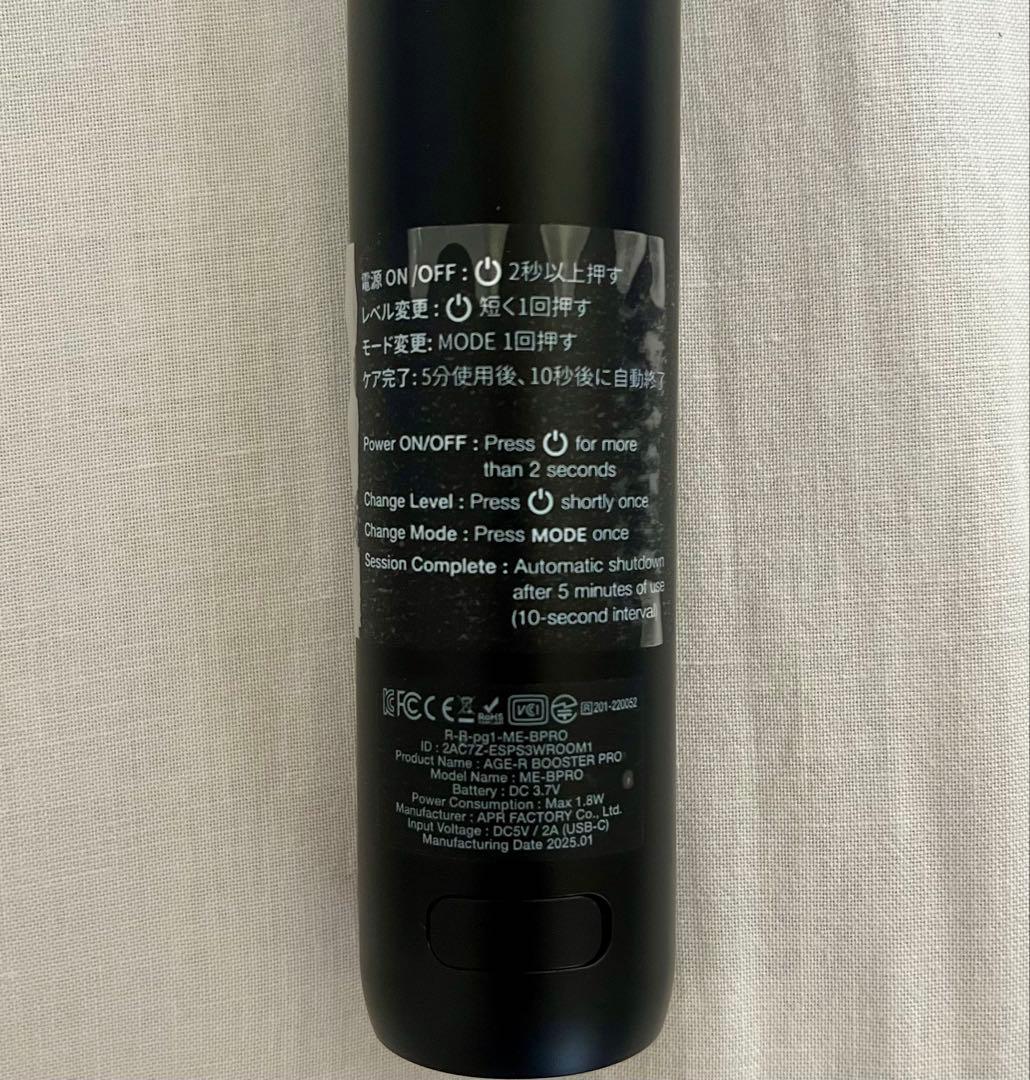 電源 ON /OFF : 2秒以上押す
レベル変更 : 短く1回押す
モード変更: MODE 1回押す
ケア完了: 5分使用後、10秒後に自動終了
Power ON/OFF : Press for more
than 2 seconds
Change Level : Press shortly once
Change Mode : Press MODE once
Session Complete : Automatic shutdown
after 5 minutes of use
(10-second interval)
FC CE RoHS VCI R 201-220052
R-R-pg1-ME-BPRO
ID : 2AC7Z-ESPS3WROOM1
Product Name : AGE-R BOOSTER PRO
Model Name : ME-BPRO
Battery : DC 3.7V
Power Consumption : Max 1.8W
Manufacturer : APR FACTORY Co., Ltd.
Input Voltage : DC5V / 2A (USB-C)
Manufacturing Date 2025.01